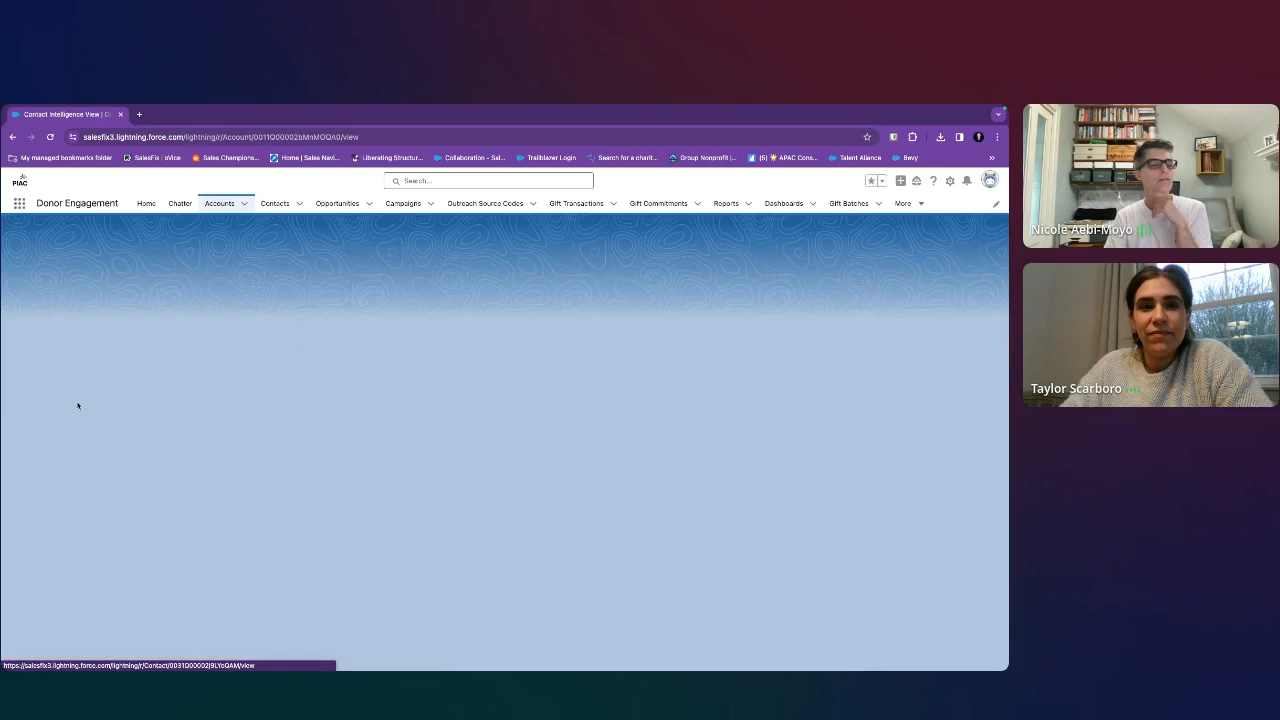 Contact Intelligence View | C
salesfix3.lightning.force.com/lightning/r/Account/0011Q00002bMnMGQA0/view
My managed bookmarks folder
SalesFix | nVice
Sales Champions...
Home | Sales Navi...
Liberating Structur...
Collaboration - Sal...
Trailblazer Login
Search for a charit...
Group Nonprofit |...
(5) ☀ APAC Cons...
Talent Alliance
Bevy
»
PIAC
Search...
Donor Engagement
Home
Chatter
Accounts
Contacts
Opportunities
Campaigns
Outreach Source Codes
Gift Transactions
Gift Commitments
Reports
Dashboards
Gift Batches
More
Nicole Aebi-Moyo
Taylor Scarboro
https://salesfix3.lightning.force.com/lightning/r/Contact/0031Q00002j9LYoQAM/view